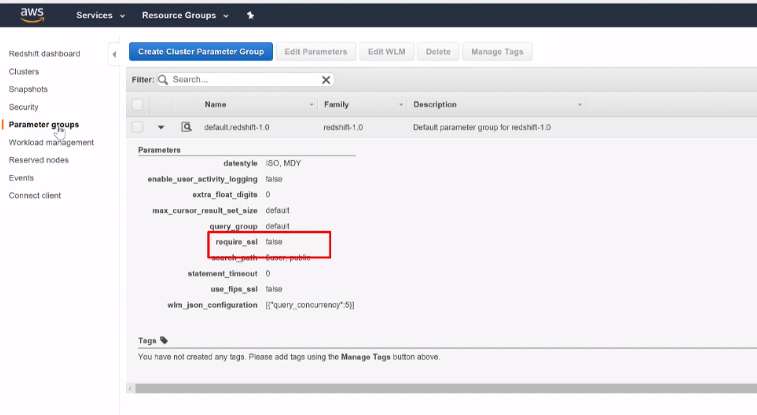 aws
Services
Resource Groups
Redshift dashboard
Clusters
Snapshots
Security
Parameter groups
Workload management
Reserved nodes
Events
Connect client
Create Cluster Parameter Group
Edit Parameters
Edit WLM
Delete
Manage Tags
Filter: Search...
Name Family Description
default.redshift-1.0 redshift-1.0 Default parameter group for redshift-1.0
Parameters
datestyle ISO, MDY
enable_user_activity_logging false
extra_float_digits 0
max_cursor_result_set_size default
query_group default
require_ssl false
search_path $user, public
statement_timeout 0
use_fips_ssl false
wlm_json_configuration [{"query_concurrency":5}]
Tags
You have not created any tags. Please add tags using the Manage Tags button above.